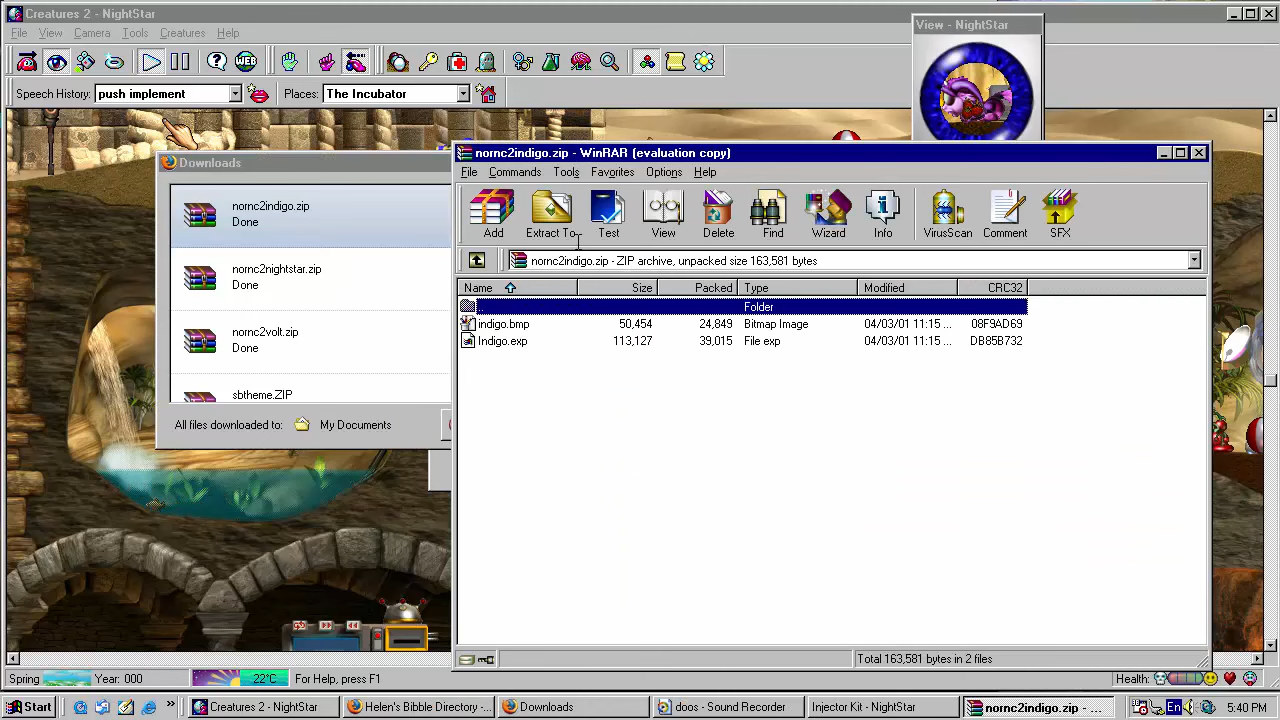 Creatures 2 - NightStar
View - NightStar
File View Camera Tools Creatures Help
Speech History: push implement Places: The Incubator
Downloads
nornc2indigo.zip
Done
nornc2nightstar.zip
Done
nornc2volt.zip
Done
sbtheme.ZIP
All files downloaded to: My Documents
nornc2indigo.zip - WinRAR (evaluation copy)
File Commands Tools Favorites Options Help
Add Extract To Test View Delete Find Wizard Info VirusScan Comment SFX
nornc2indigo.zip - ZIP archive, unpacked size 163,581 bytes
Name Size Packed Type Modified CRC32
.. Folder
indigo.bmp 50,454 24,849 Bitmap Image 04/03/01 11:15 ... 08F9AD69
Indigo.exp 113,127 39,015 File exp 04/03/01 11:15 ... DB85B732
Total 163,581 bytes in 2 files
Spring Year: 000 22°C For Help, press F1 Health:
Start Creatures 2 - NightStar Helen's Bible Directory - ... Downloads doos - Sound Recorder Injector Kit - NightStar nornc2indigo.zip - ... En 5:40 PM